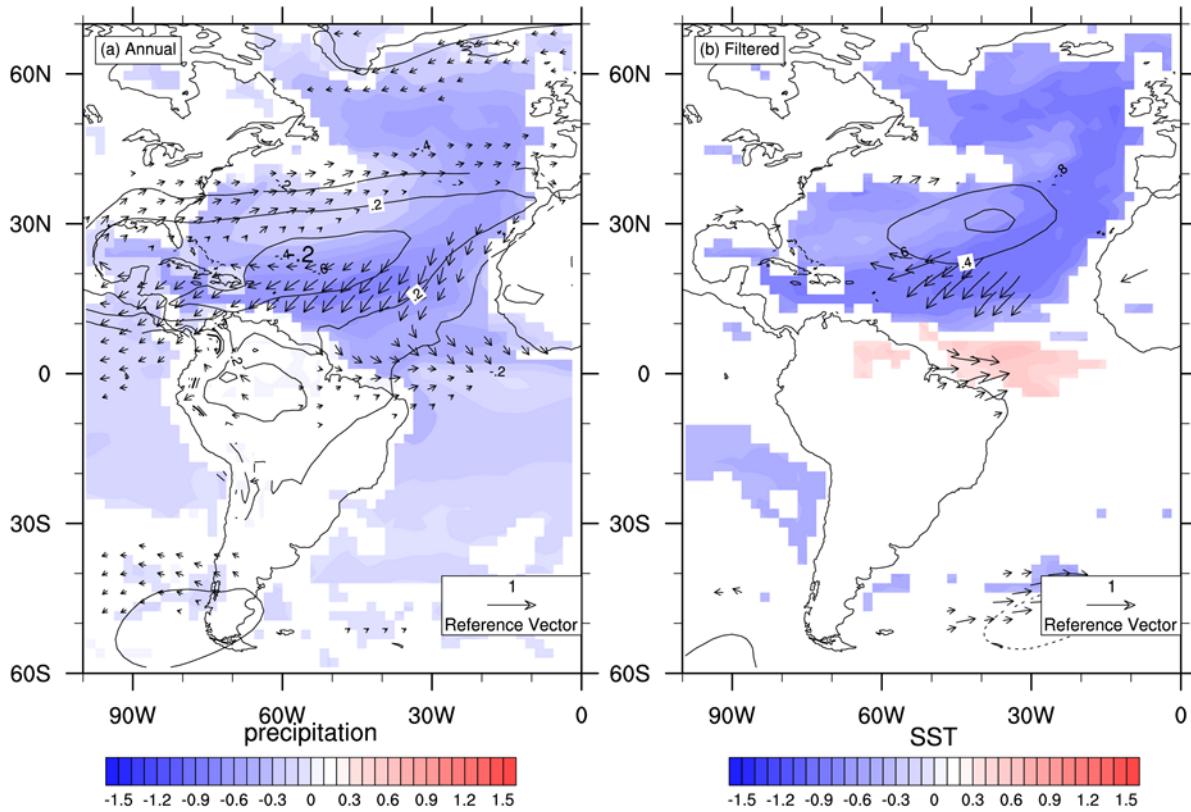 (a) Annual
(b) Filtered
60N
60N
-.4
-.8
-.2
.2
30N
30N
-.4
.2
-.6
.6
.4
.2
-.2
0
0
30S
30S
1
Reference Vector
1
Reference Vector
60S
60S
90W
60W
30W
0
90W
60W
30W
0
precipitation
SST
-1.5 -1.2 -0.9 -0.6 -0.3 0 0.3 0.6 0.9 1.2 1.5
-1.5 -1.2 -0.9 -0.6 -0.3 0 0.3 0.6 0.9 1.2 1.5